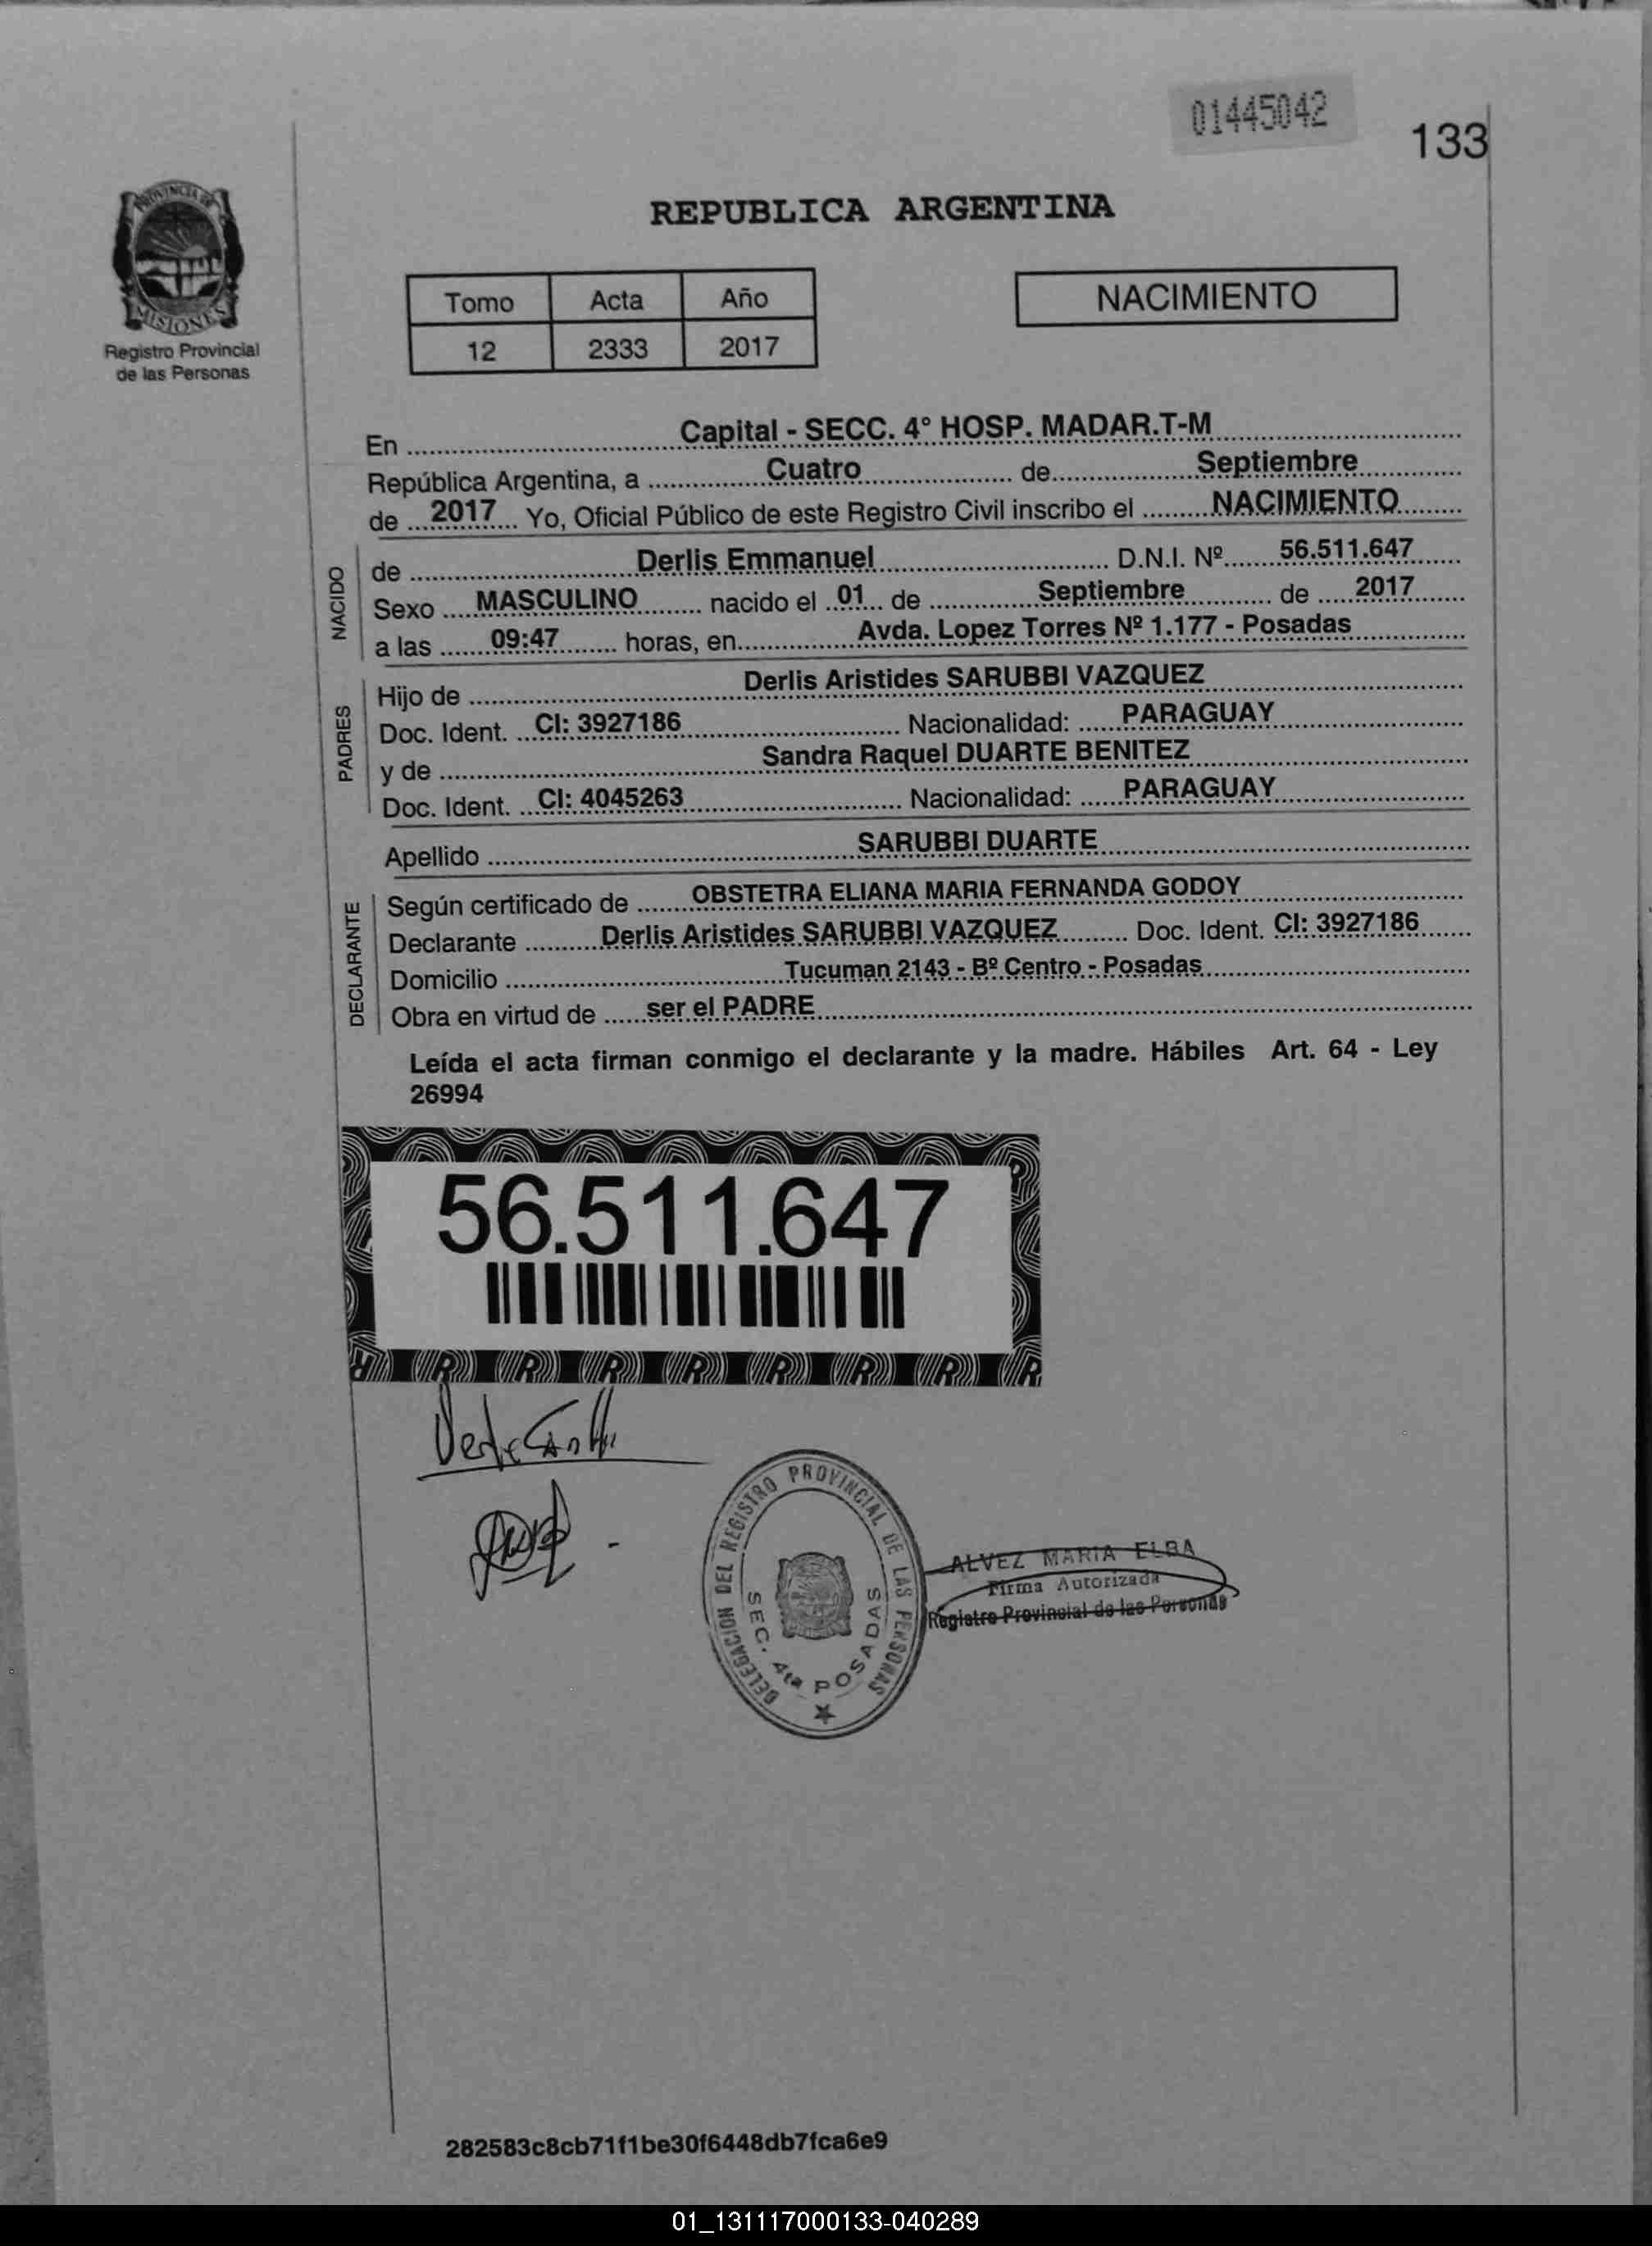 01445042
133
PROVINCIA DE
MISIONES
Registro Provincial
de las Personas
REPUBLICA ARGENTINA
Tomo Acta Año
12 2333 2017
NACIMIENTO
En Capital - SECC. 4° HOSP. MADAR.T-M
República Argentina, a Cuatro de Septiembre
de 2017 Yo, Oficial Público de este Registro Civil inscribo el NACIMIENTO
NACIDO
de Derlis Emmanuel D.N.I. Nº 56.511.647
Sexo MASCULINO nacido el 01 de Septiembre de 2017
a las 09:47 horas, en Avda. Lopez Torres Nº 1.177 - Posadas
PADRES
Hijo de Derlis Aristides SARUBBI VAZQUEZ
Doc. Ident. CI: 3927186 Nacionalidad: PARAGUAY
y de Sandra Raquel DUARTE BENITEZ
Doc. Ident. CI: 4045263 Nacionalidad: PARAGUAY
Apellido SARUBBI DUARTE
DECLARANTE
Según certificado de OBSTETRA ELIANA MARIA FERNANDA GODOY
Declarante Derlis Aristides SARUBBI VAZQUEZ Doc. Ident. CI: 3927186
Domicilio Tucuman 2143 - Bº Centro - Posadas
Obra en virtud de ser el PADRE
Leída el acta firman conmigo el declarante y la madre. Hábiles Art. 64 - Ley
26994
56.511.647
DELEGACION DEL REGISTRO PROVINCIAL DE LAS PERSONAS
SEC. 4ta POSADAS
ALVEZ MARIA ELBA
Firma Autorizada
Registro Provincial de las Personas
282583c8cb71f1be30f6448db7fca6e9
01_131117000133-040289